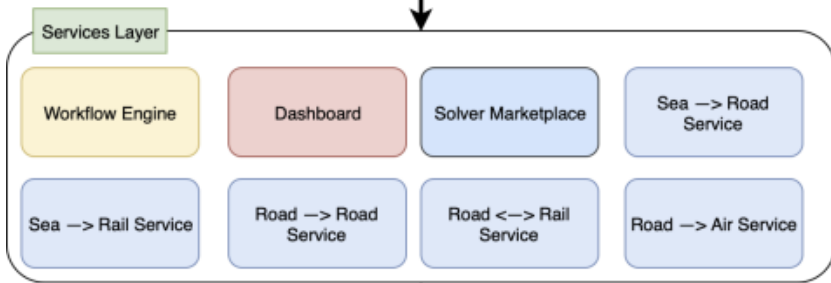 Services Layer
Workflow Engine
Dashboard
Solver Marketplace
Sea —> Road
Service
Sea —> Rail Service
Road —> Road
Service
Road <—> Rail
Service
Road —> Air Service